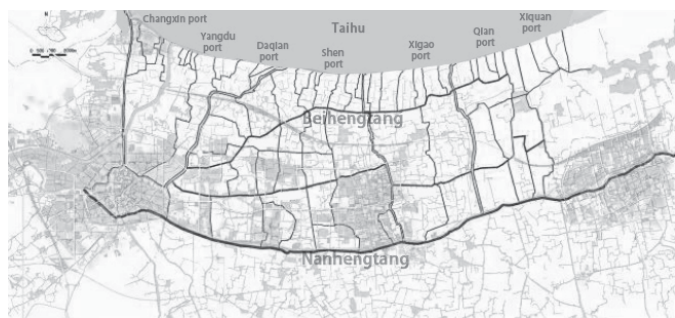 N
Changxin port
Taihu
Yangdu
port
Daqian
port
Shen
port
Xigao
port
Qian
port
Xiquan
port
Beihengtang
Nanhengtang